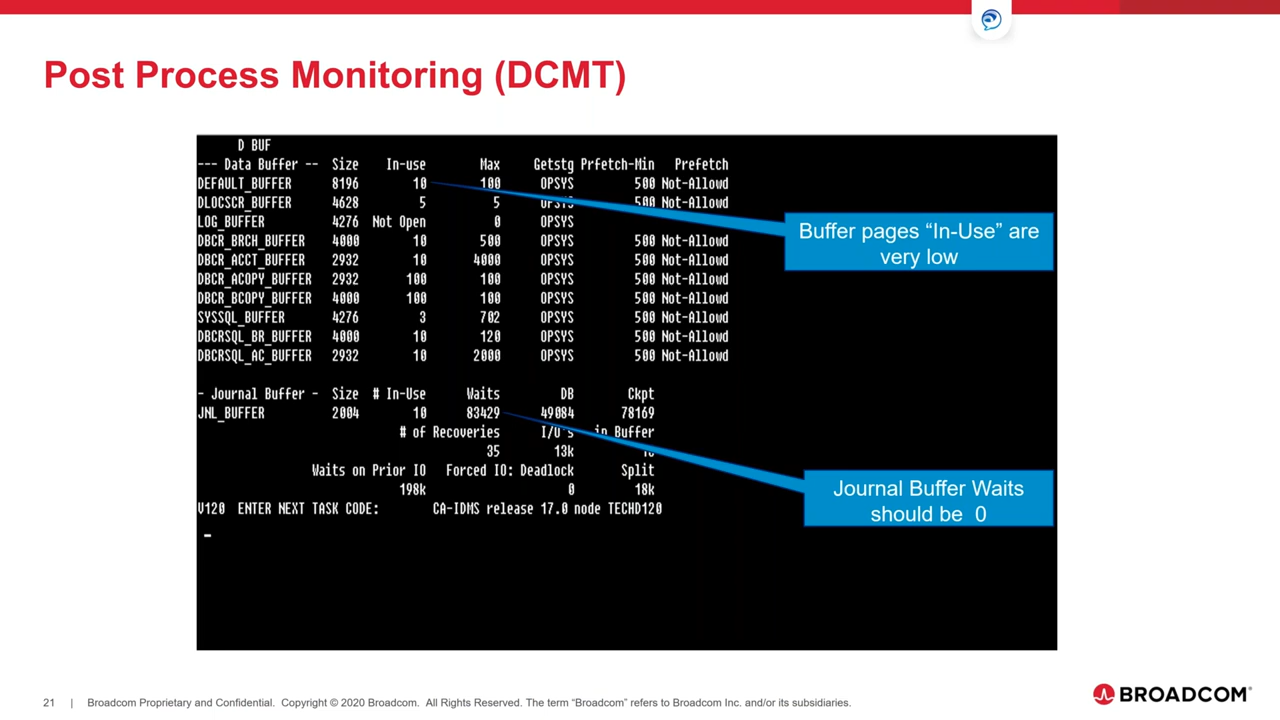 Post Process Monitoring (DCMT)
D BUF
--- Data Buffer -- Size In-use Max Getstg Prfetch-Min Prefetch
DEFAULT_BUFFER 8196 10 100 OPSYS 500 Not-Allowd
DLOCSCR_BUFFER 4628 5 5 OPSYS 500 Not-Allowd
LOG_BUFFER 4276 Not Open 0 OPSYS
DBCR_BRCH_BUFFER 4000 10 500 OPSYS 500 Not-Allowd
DBCR_ACCT_BUFFER 2932 10 4000 OPSYS 500 Not-Allowd
DBCR_ACOPY_BUFFER 2932 100 100 OPSYS 500 Not-Allowd
DBCR_BCOPY_BUFFER 4000 100 100 OPSYS 500 Not-Allowd
SYSSQL_BUFFER 4276 3 702 OPSYS 500 Not-Allowd
DBCRSQL_BR_BUFFER 4000 10 120 OPSYS 500 Not-Allowd
DBCRSQL_AC_BUFFER 2932 10 2000 OPSYS 500 Not-Allowd
Buffer pages “In-Use” are
very low
- Journal Buffer - Size # In-Use Waits DB Ckpt
JNL_BUFFER 2004 10 83429 49084 78169
# of Recoveries I/O's in Buffer
35 13k
Waits on Prior IO Forced IO: Deadlock Split
198k 0 18k
V120 ENTER NEXT TASK CODE: CA-IDMS release 17.0 node TECHD120
Journal Buffer Waits
should be 0
21 | Broadcom Proprietary and Confidential. Copyright © 2020 Broadcom. All Rights Reserved. The term “Broadcom” refers to Broadcom Inc. and/or its subsidiaries.
BROADCOM®